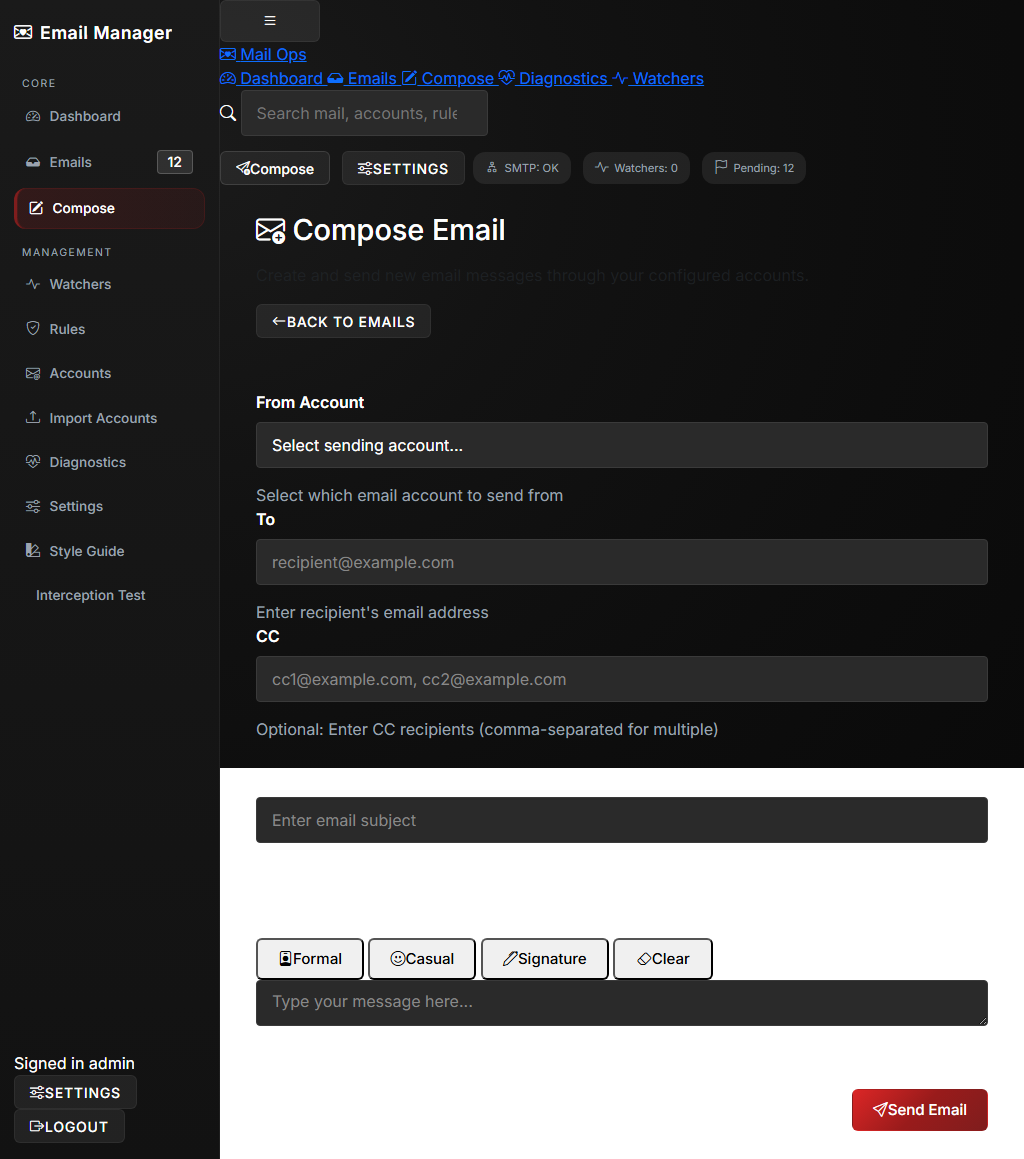 Email Manager
CORE
Dashboard
Emails
12
Compose
MANAGEMENT
Watchers
Rules
Accounts
Import Accounts
Diagnostics
Settings
Style Guide
Interception Test
Signed in admin
SETTINGS
LOGOUT
Mail Ops
Dashboard Emails Compose Diagnostics Watchers
Search mail, accounts, rule
Compose SETTINGS SMTP: OK Watchers: 0 Pending: 12
Compose Email
Create and send new email messages through your configured accounts.
BACK TO EMAILS
From Account
Select sending account...
Select which email account to send from
To
recipient@example.com
Enter recipient's email address
CC
cc1@example.com, cc2@example.com
Optional: Enter CC recipients (comma-separated for multiple)
Enter email subject
Formal Casual Signature Clear
Type your message here...
Send Email